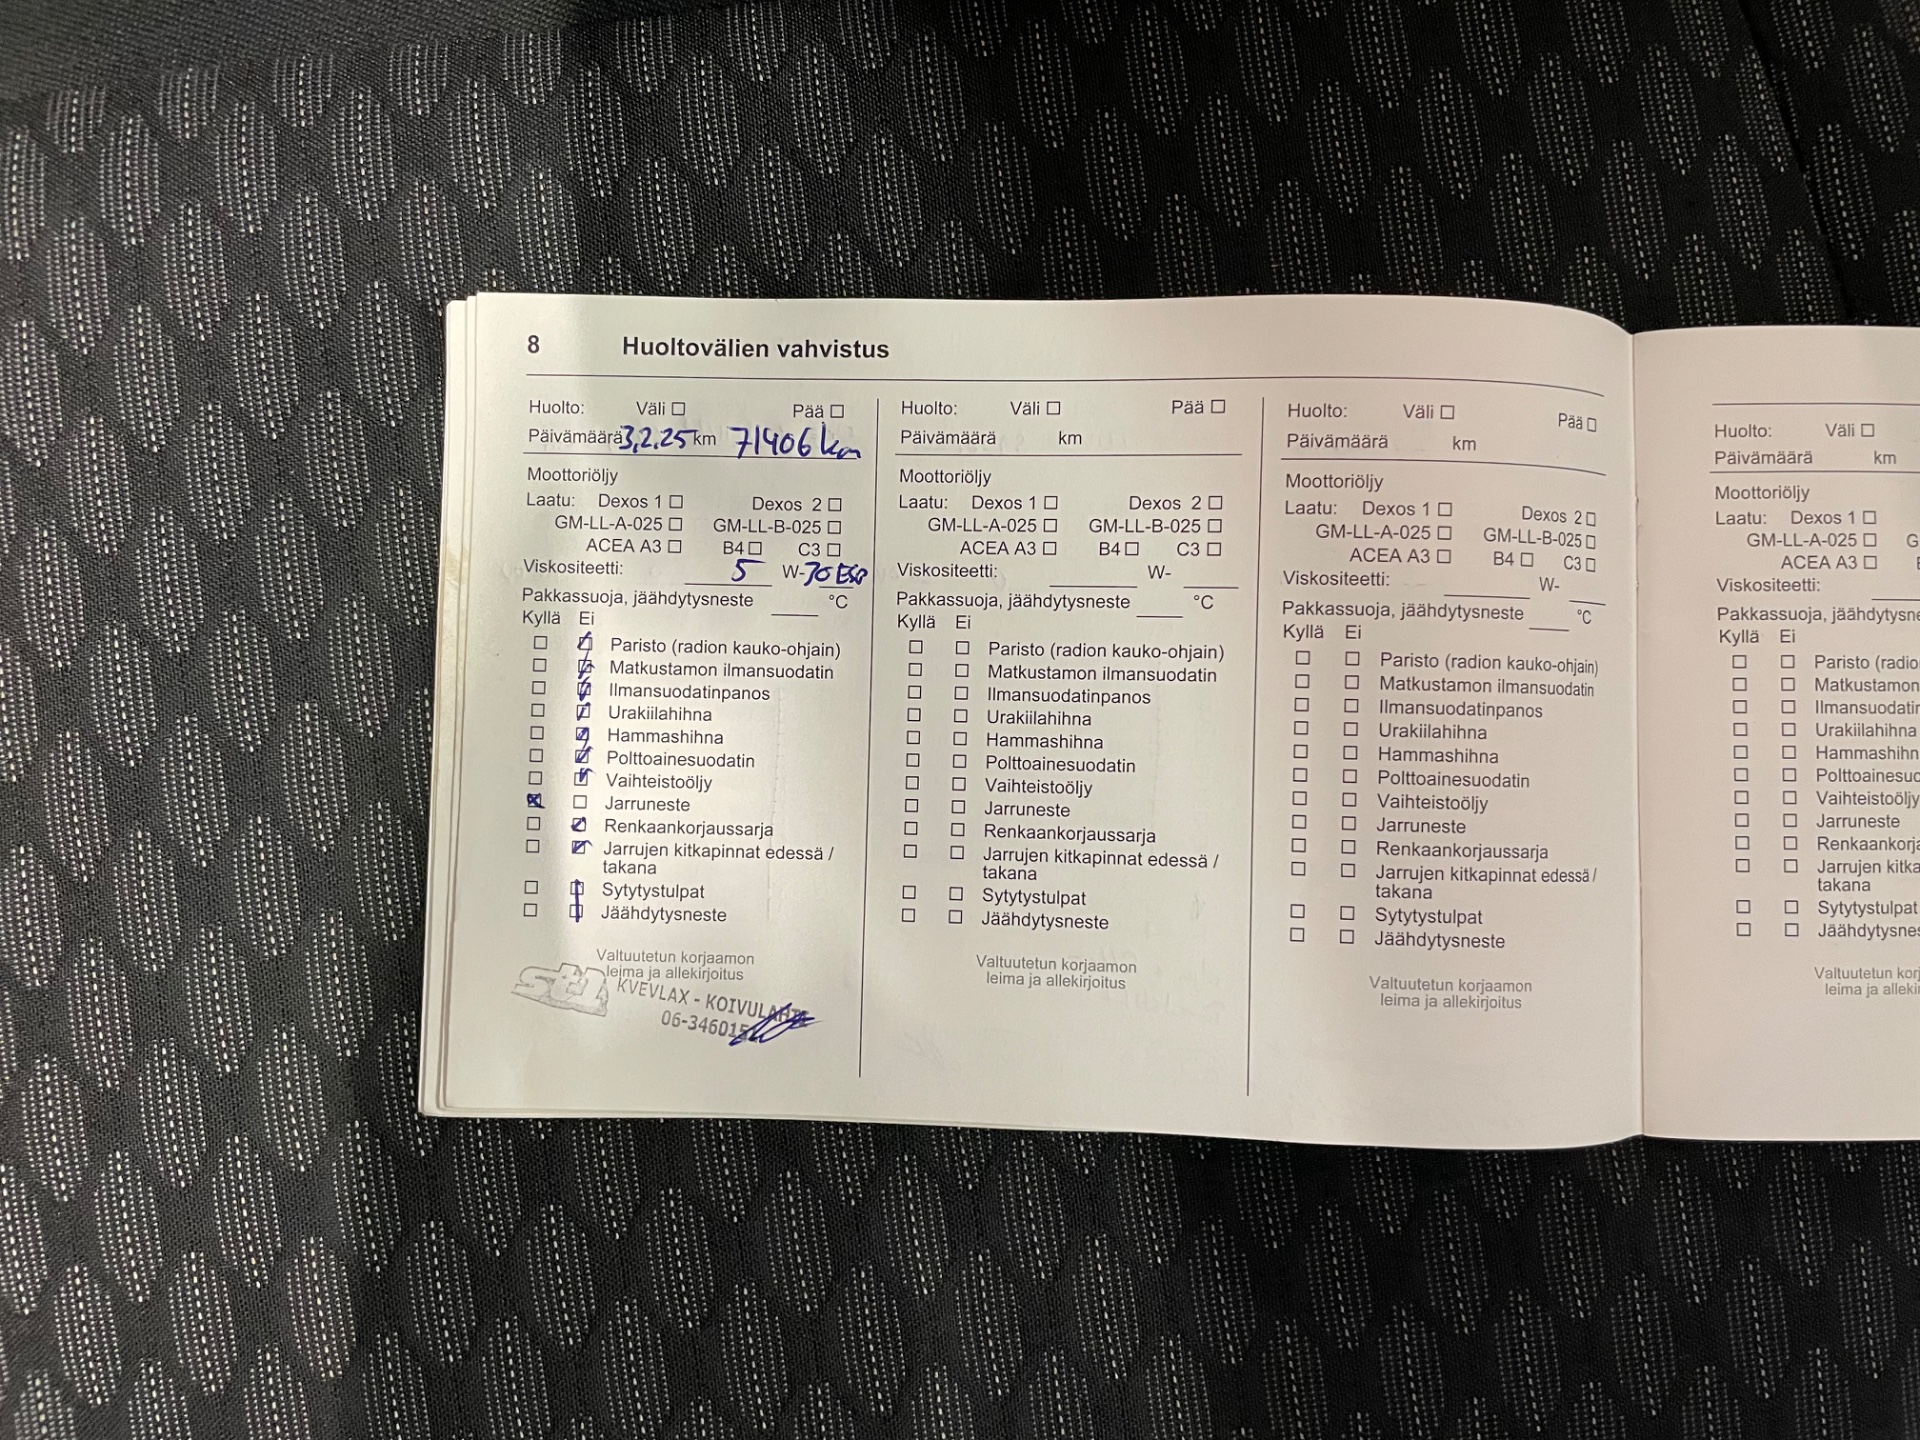 8 Huoltovälien vahvistus
Huolto: Väli ☐ Pää ☐
Päivämäärä 3.2.25 km 71406 km
Moottoriöljy
Laatu: Dexos 1 ☐ Dexos 2 ☐
GM-LL-A-025 ☐ GM-LL-B-025 ☐
ACEA A3 ☐ B4 ☐ C3 ☐
Viskositeetti: 5 W-30 ESP
Pakkassuoja, jäähdytysneste ____ °C
Kyllä Ei
Paristo (radion kauko-ohjain)
Matkustamon ilmansuodatin
Ilmansuodatinpanos
Urakiilahihna
Hammashihna
Polttoainesuodatin
Vaihteistoöljy
Jarruneste
Renkaankorjaussarja
Jarrujen kitkapinnat edessä /
takana
Sytytystulpat
Jäähdytysneste
Valtuutetun korjaamon
leima ja allekirjoitus
KVEVLAX - KOIVULAHTI
06-346015
Huolto: Väli ☐ Pää ☐
Päivämäärä km
Moottoriöljy
Laatu: Dexos 1 ☐ Dexos 2 ☐
GM-LL-A-025 ☐ GM-LL-B-025 ☐
ACEA A3 ☐ B4 ☐ C3 ☐
Viskositeetti: ____ W- ____
Pakkassuoja, jäähdytysneste ____ °C
Kyllä Ei
Paristo (radion kauko-ohjain)
Matkustamon ilmansuodatin
Ilmansuodatinpanos
Urakiilahihna
Hammashihna
Polttoainesuodatin
Vaihteistoöljy
Jarruneste
Renkaankorjaussarja
Jarrujen kitkapinnat edessä /
takana
Sytytystulpat
Jäähdytysneste
Valtuutetun korjaamon
leima ja allekirjoitus
Huolto: Väli ☐ Pää ☐
Päivämäärä km
Moottoriöljy
Laatu: Dexos 1 ☐ Dexos 2 ☐
GM-LL-A-025 ☐ GM-LL-B-025 ☐
ACEA A3 ☐ B4 ☐ C3 ☐
Viskositeetti: ____ W- ____
Pakkassuoja, jäähdytysneste ____ °C
Kyllä Ei
Paristo (radion kauko-ohjain)
Matkustamon ilmansuodatin
Ilmansuodatinpanos
Urakiilahihna
Hammashihna
Polttoainesuodatin
Vaihteistoöljy
Jarruneste
Renkaankorjaussarja
Jarrujen kitkapinnat edessä /
takana
Sytytystulpat
Jäähdytysneste
Valtuutetun korjaamon
leima ja allekirjoitus
Huolto: Väli ☐
Päivämäärä km
Moottoriöljy
Laatu: Dexos 1 ☐
GM-LL-A-025 ☐ G
ACEA A3 ☐
Viskositeetti:
Pakkassuoja, jäähdytysne
Kyllä Ei
Paristo (radio
Matkustamon
Ilmansuodatin
Urakiilahihna
Hammashihn
Polttoainesuo
Vaihteistoöljy
Jarruneste
Renkaankorja
Jarrujen kitka
takana
Sytytystulpat
Jäähdytysnes
Valtuutetun korj
leima ja allekir